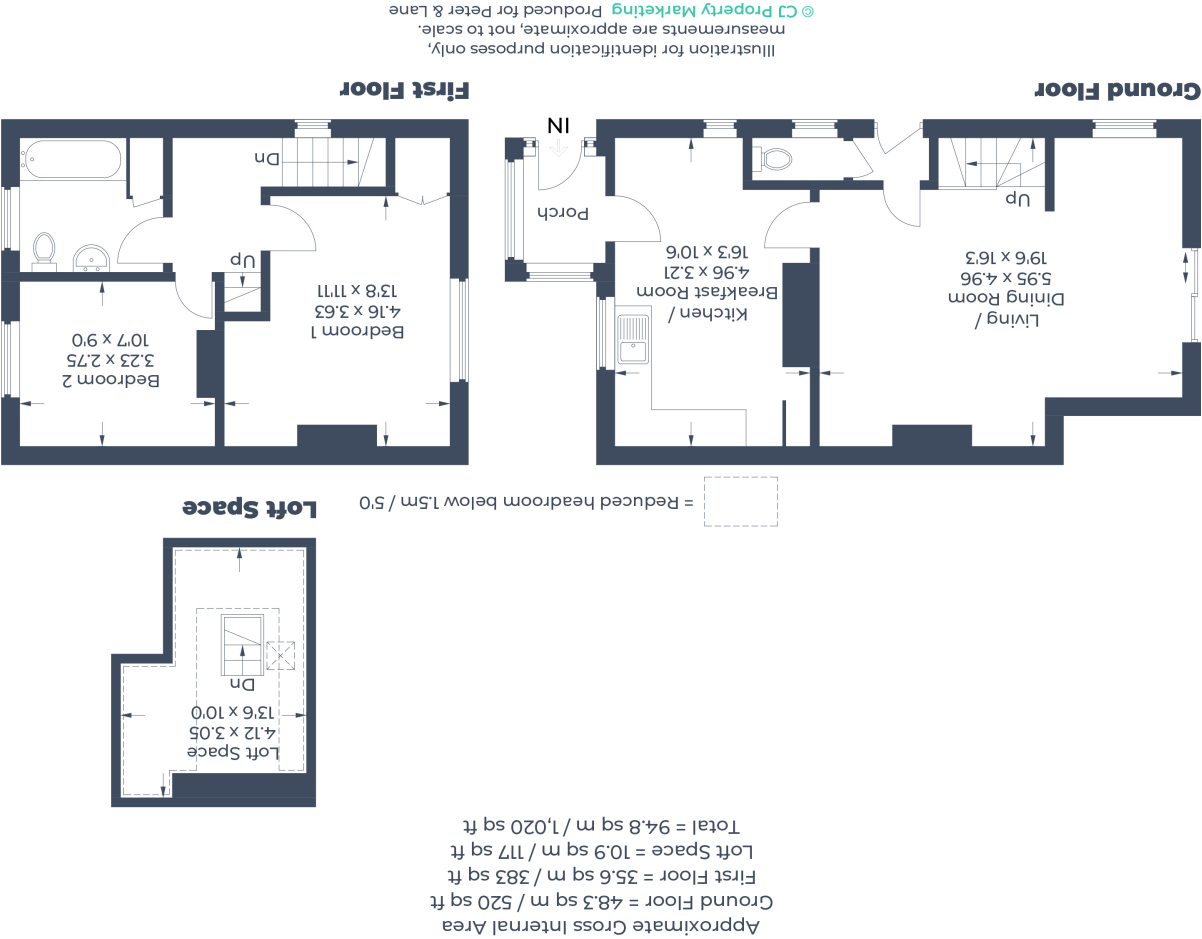 Approximate Gross Internal Area
Ground Floor = 48.3 sq m / 520 sq ft
First Floor = 35.6 sq m / 383 sq ft
Loft Space = 10.9 sq m / 117 sq ft
Total = 94.8 sq m / 1,020 sq ft
Loft Space
4.12 x 3.05
13'6 x 10'0
Dn
Loft Space
= Reduced headroom below 1.5m / 5'0
Living /
Dining Room
5.95 x 4.96
19'6 x 16'3
Up
Kitchen /
Breakfast Room
4.96 x 3.21
16'3 x 10'6
Porch
IN
Ground Floor
Bedroom 1
4.16 x 3.63
13'8 x 11'11
Bedroom 2
3.23 x 2.75
10'7 x 9'0
Up
Dn
First Floor
Illustration for identification purposes only,
measurements are approximate, not to scale.
© CJ Property Marketing Produced for Peter & Lane